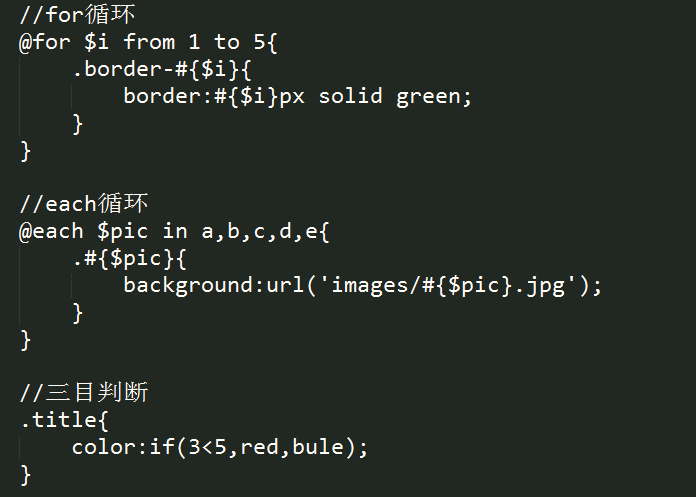 //for循环
@for $i from 1 to 5{
    .border-#{$i}{
        border:#{$i}px solid green;
    }
}

//each循环
@each $pic in a,b,c,d,e{
    .#{$pic}{
        background:url('images/#{$pic}.jpg');
    }
}

//三目判断
.title{
    color:if(3<5,red,bule);
}